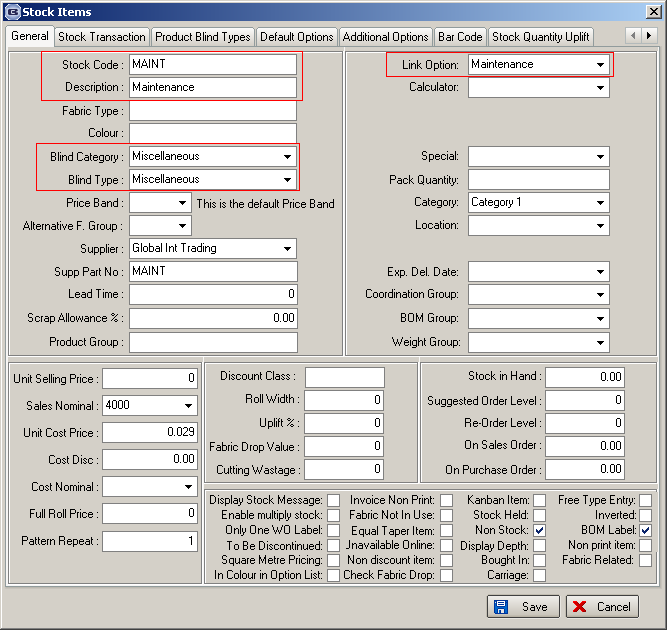 Stock Items
General Stock Transaction Product Blind Types Default Options Additional Options Bar Code Stock Quantity Uplift
Stock Code : MAINT
Description : Maintenance
Fabric Type :
Colour :
Blind Category : Miscellaneous
Blind Type : Miscellaneous
Price Band : This is the default Price Band
Alternative F. Group :
Supplier : Global Int Trading
Supp Part No : MAINT
Lead Time : 0
Scrap Allowance % : 0.00
Product Group :
Link Option: Maintenance
Calculator:
Special:
Pack Quantity:
Category: Category 1
Location:
Exp. Del. Date:
Coordination Group:
BOM Group:
Weight Group:
Unit Selling Price : 0
Sales Nominal : 4000
Unit Cost Price : 0.029
Cost Disc : 0.00
Cost Nominal :
Full Roll Price : 0
Pattern Repeat : 1
Discount Class :
Roll Width : 0
Uplift % : 0
Fabric Drop Value : 0
Cutting Wastage : 0
Stock in Hand : 0.00
Suggested Order Level : 0
Re-Order Level : 0
On Sales Order : 0.00
On Purchase Order : 0.00
Display Stock Message: Invoice Non Print: Kanban Item: Free Type Entry:
Enable multiply stock: Fabric Not In Use: Stock Held: Inverted:
Only One WO Label: Equal Taper Item: Non Stock: BOM Label:
To Be Discontinued: Unavailable Online: Display Depth: Non print item:
Square Metre Pricing: Non discount item: Bought In: Fabric Related:
In Colour in Option List: Check Fabric Drop: Carriage:
Save Cancel